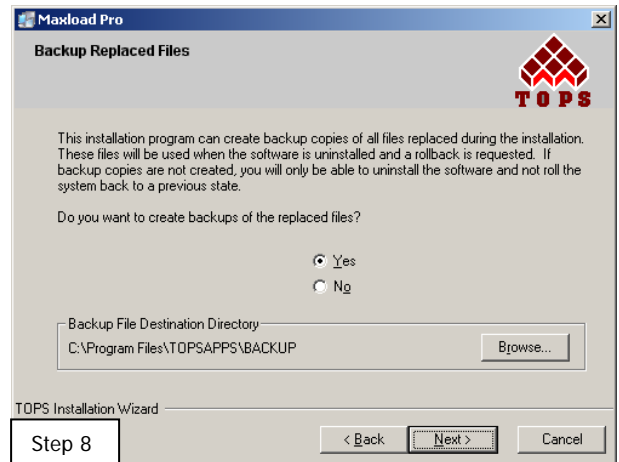 Maxload Pro
Backup Replaced Files
TOPS
This installation program can create backup copies of all files replaced during the installation.
These files will be used when the software is uninstalled and a rollback is requested. If
backup copies are not created, you will only be able to uninstall the software and not roll the
system back to a previous state.
Do you want to create backups of the replaced files?
Yes
No
Backup File Destination Directory
C:\Program Files\TOPSAPPS\BACKUP
Browse...
TOPS Installation Wizard
Step 8
< Back
Next >
Cancel